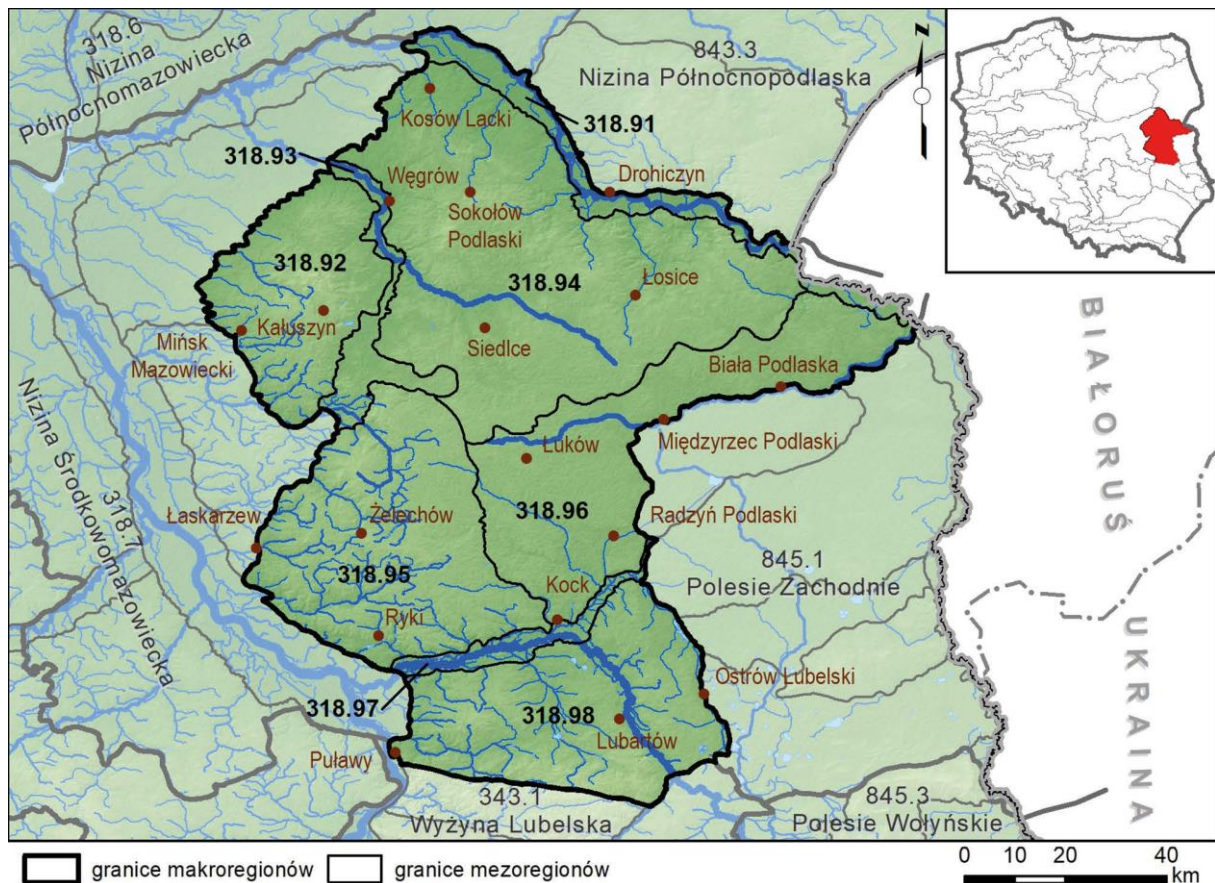 318.6
Nizina
Północnomazowiecka
843.3
Nizina Północnopodlaska
N
Kosów Lacki
318.91
318.93
Węgrów
Drohiczyn
Sokołów
Podlaski
318.92
318.94
Łosice
Kałuszyn
Mińsk
Mazowiecki
Siedlce
Biała Podlaska
BIAŁORUŚ
Nizina Środkowomazowiecka
318.7
Łuków
Międzyrzec Podlaski
Łaskarzew
Żelechów
318.96
Radzyń Podlaski
318.95
845.1
Polesie Zachodnie
Kock
Ryki
UKRAINA
Ostrów Lubelski
318.97
318.98
Lubartów
Puławy
343.1
Wyżyna Lubelska
845.3
Polesie Wołyńskie
granice makroregionów
granice mezoregionów
0 10 20 40
km